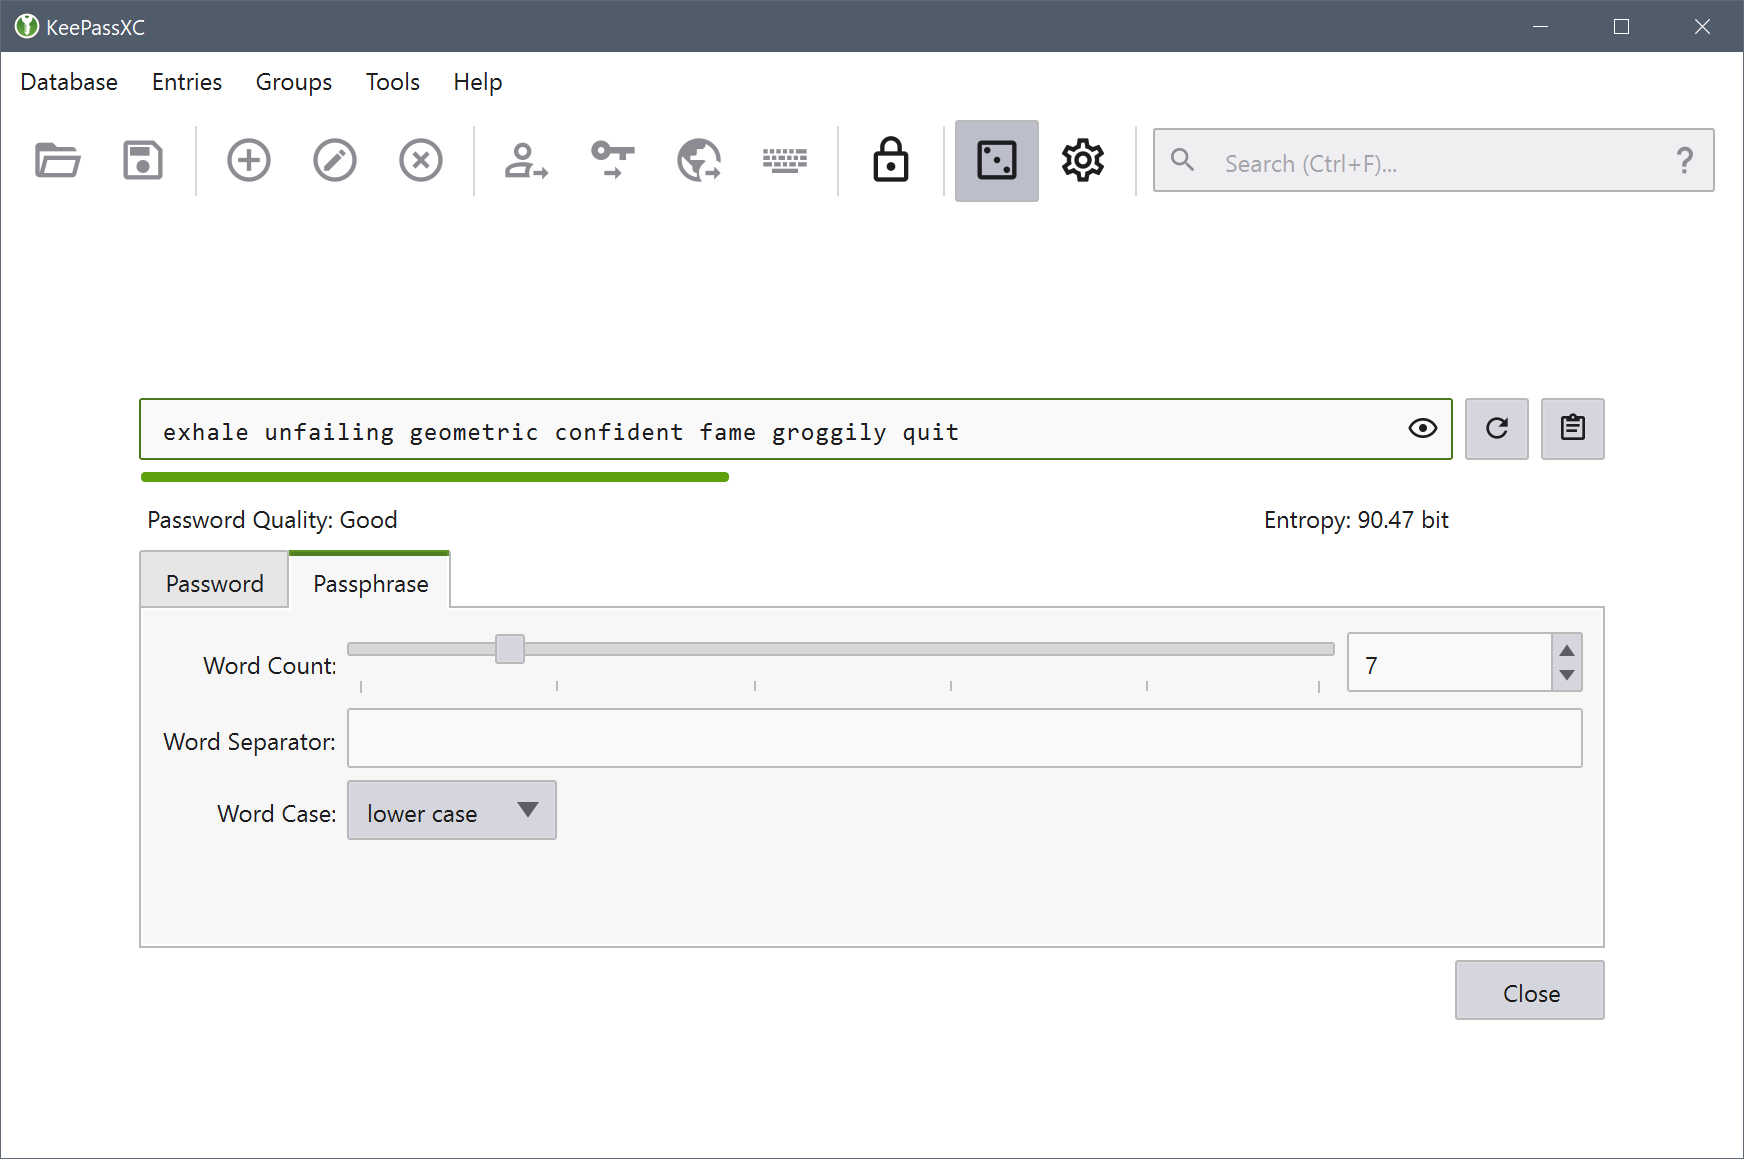 KeePassXC
Database Entries Groups Tools Help
Search (Ctrl+F)... ?
exhale unfailing geometric confident fame groggily quit
Password Quality: Good Entropy: 90.47 bit
Password Passphrase
Word Count: 7
Word Separator:
Word Case: lower case
Close